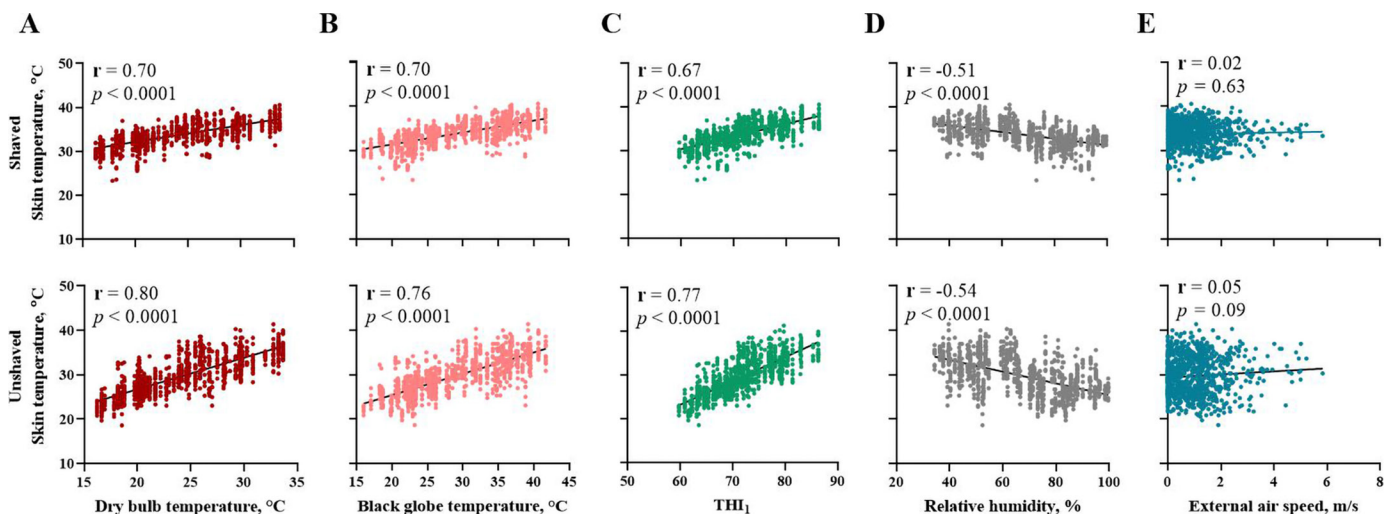 A B C D E
Shaved
Skin temperature, °C
50
40
30
20
10
r = 0.70
p < 0.0001
r = 0.70
p < 0.0001
r = 0.67
p < 0.0001
r = -0.51
p < 0.0001
r = 0.02
p = 0.63
Unshaved
Skin temperature, °C
50
40
30
20
10
r = 0.80
p < 0.0001
r = 0.76
p < 0.0001
r = 0.77
p < 0.0001
r = -0.54
p < 0.0001
r = 0.05
p = 0.09
15 20 25 30 35
Dry bulb temperature, °C
15 20 25 30 35 40 45
Black globe temperature, °C
50 60 70 80 90
THI₁
20 40 60 80 100
Relative humidity, %
0 2 4 6 8
External air speed, m/s